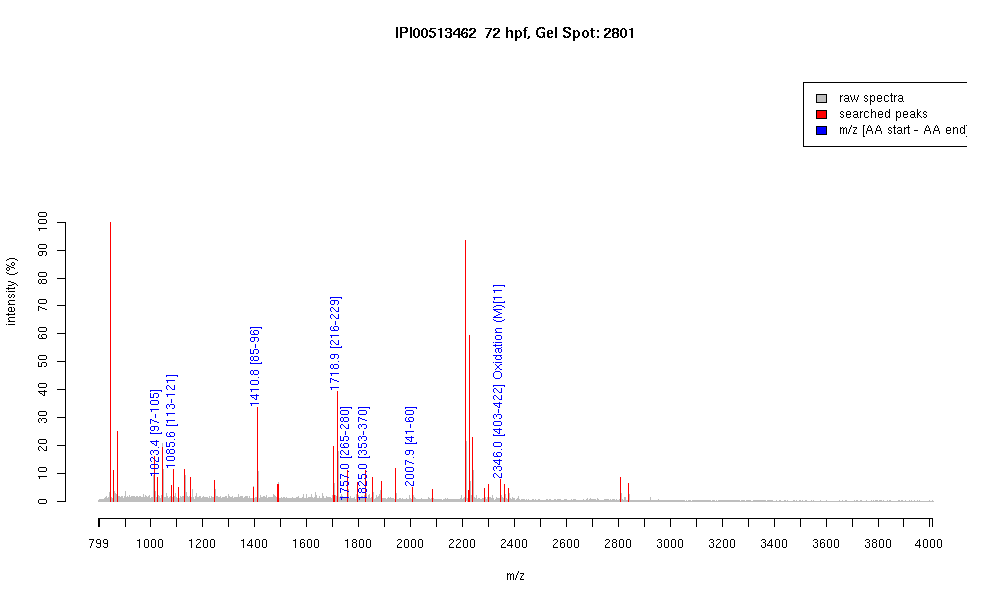 IPI00513462 72 hpf, Gel Spot: 2801
raw spectra
searched peaks
m/z [AA start - AA end]
intensity (%)
100
90
80
70
60
50
40
30
20
10
0
1023.4 [97-105]
1085.6 [113-121]
1410.8 [85-96]
1718.9 [216-229]
1757.0 [265-280]
1825.0 [353-370]
2007.9 [41-60]
2346.0 [403-422] Oxidation (M)[11]
799 1000 1200 1400 1600 1800 2000 2200 2400 2600 2800 3000 3200 3400 3600 3800 4000
m/z